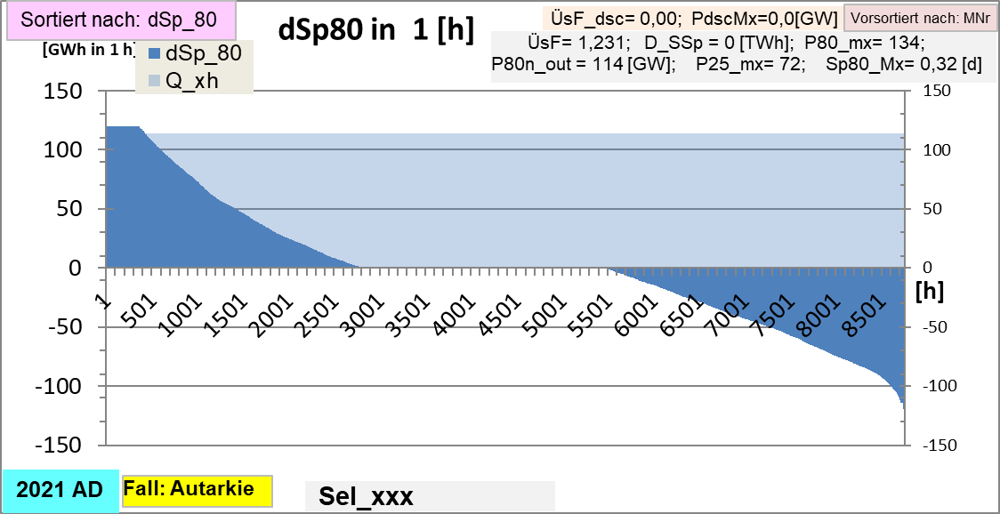 Sortiert nach: dSp_80
dSp80 in 1 [h]
ÜsF_dsc= 0,00; PdscMx=0,0[GW]
Vorsortiert nach: MNr
[GWh in 1 h]
ÜsF= 1,231; D_SSp = 0 [TWh]; P80_mx= 134;
P80n_out = 114 [GW]; P25_mx= 72; Sp80_Mx= 0,32 [d]
dSp_80
Q_xh
150 150
100 100
50 50
0 0
1 501 1001 1501 2001 2501 3001 3501 4001 4501 5001 5501 6001 6501 7001 7501 8001 8501 [h]
-50 -50
-100 -100
-150 -150
2021 AD
Fall: Autarkie
Sel_xxx